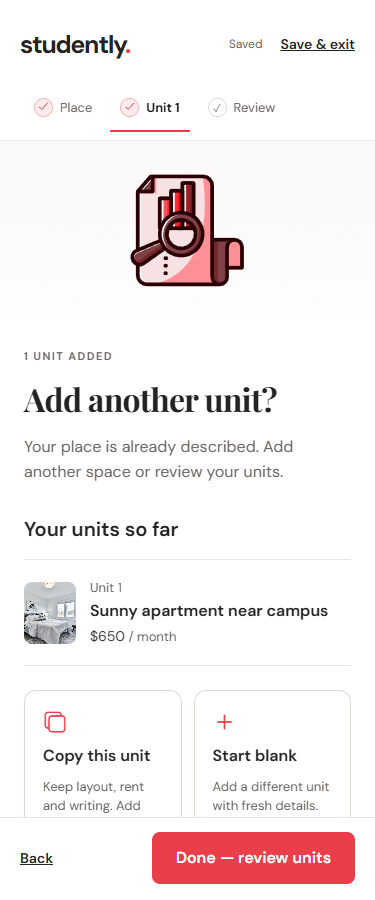 studently.
Saved
Save & exit
Place
Unit 1
Review
1 UNIT ADDED
Add another unit?
Your place is already described. Add
another space or review your units.
Your units so far
Unit 1
Sunny apartment near campus
$650 / month
Copy this unit
Keep layout, rent
and writing. Add
Start blank
Add a different unit
with fresh details.
Back
Done — review units